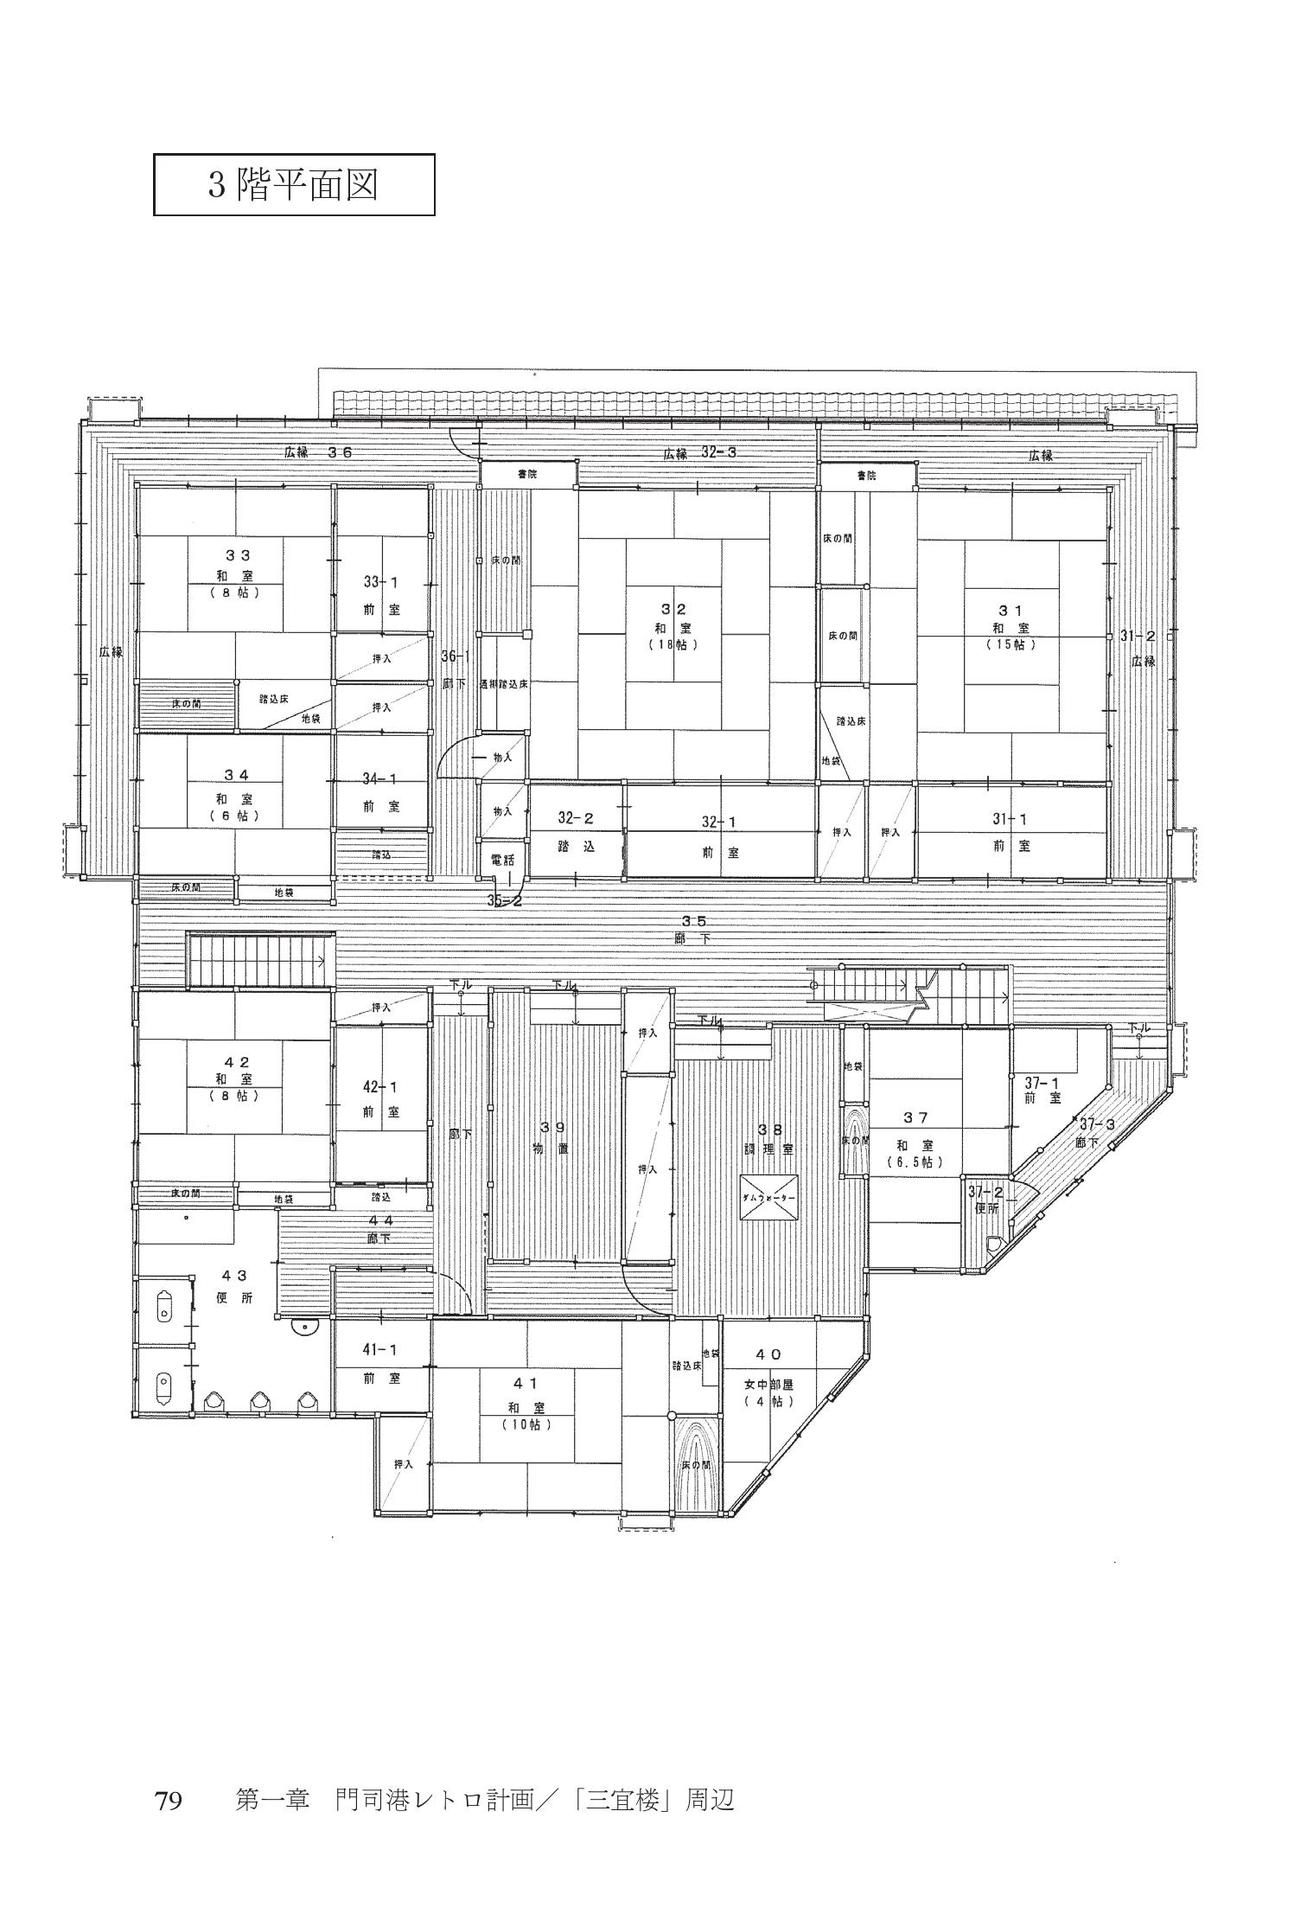 3階平面図
広縁 36
広縁 32-3
広縁
書院
書院
33
和 室
(8帖)
33-1
前 室
床の間
床の間
床の間
32
和 室
(18帖)
31
和 室
(15帖)
31-2
広縁
広縁
押入
36-1
廊下
床の間
踏込床
地袋
押入
踏込床
踏込床
地袋
34
和 室
(6帖)
34-1
前 室
物入
物入
踏込
電話
32-2
踏 込
32-1
前 室
押入
押入
31-1
前 室
床の間
地袋
35-2
35
廊 下
下ル
下ル
下ル
下ル
押入
押入
42
和 室
(8帖)
42-1
前 室
廊下
39
物 置
押入
38
調理室
ダムウェーター
地袋
床の間
37
和 室
(6.5帖)
37-1
前 室
37-3
廊下
37-2
便所
床の間
地袋
踏込
44
廊下
43
便 所
41-1
前 室
41
和 室
(10帖)
踏込床
地袋
40
女中部屋
(4帖)
押入
床の間
79 第一章 門司港レトロ計画／「三宜楼」周辺